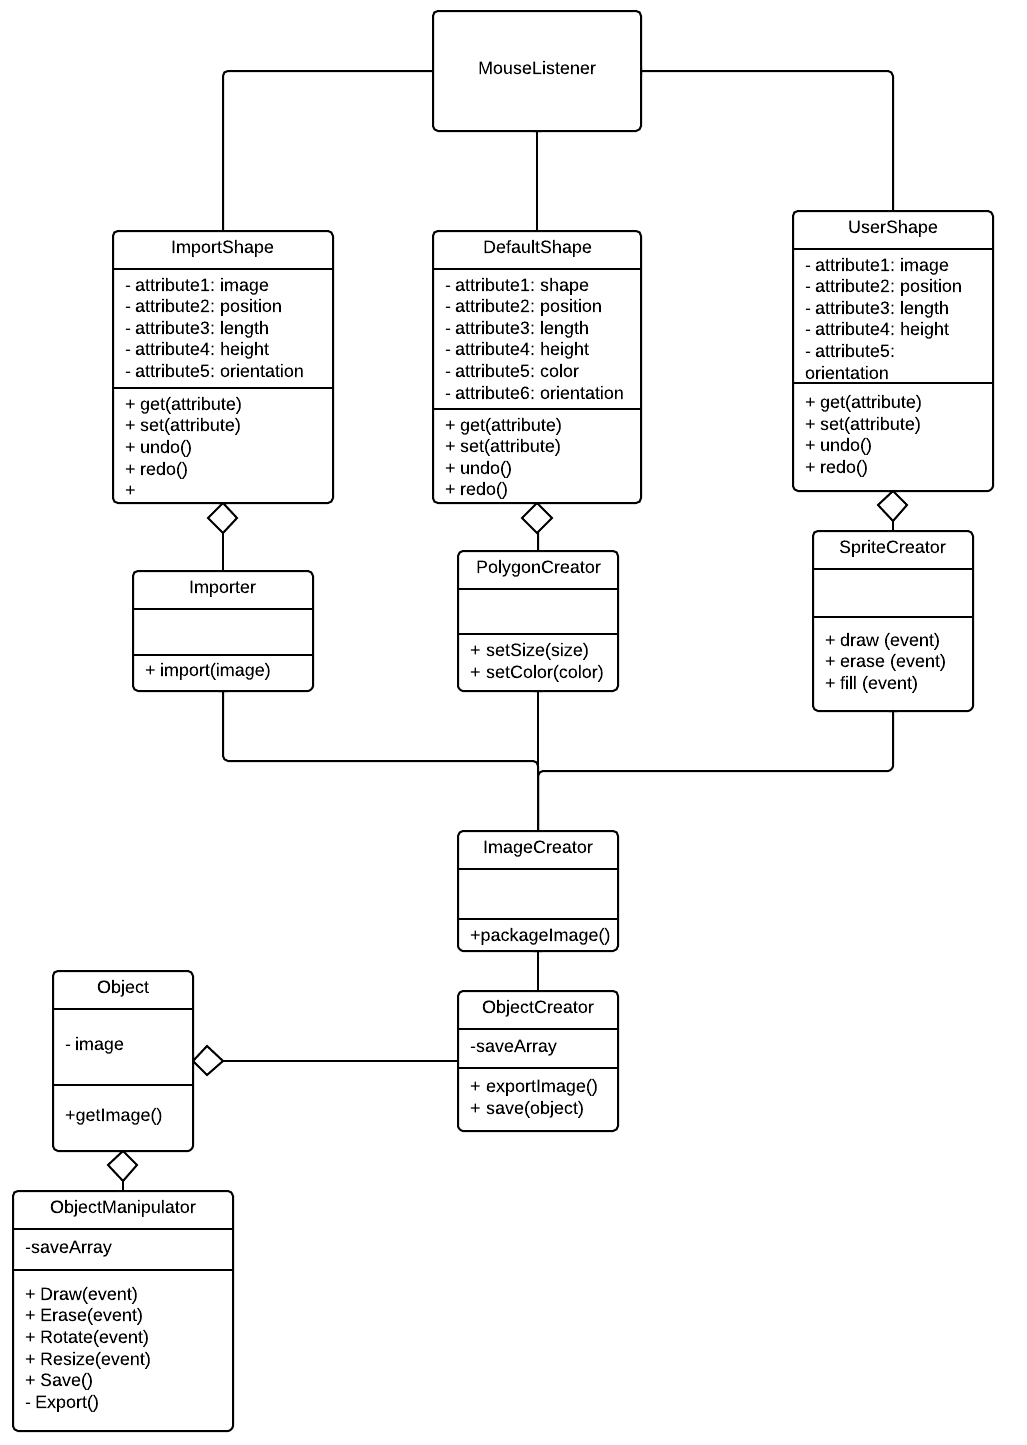 MouseListener
ImportShape
- attribute1: image
- attribute2: position
- attribute3: length
- attribute4: height
- attribute5: orientation
+ get(attribute)
+ set(attribute)
+ undo()
+ redo()
+
DefaultShape
- attribute1: shape
- attribute2: position
- attribute3: length
- attribute4: height
- attribute5: color
- attribute6: orientation
+ get(attribute)
+ set(attribute)
+ undo()
+ redo()
UserShape
- attribute1: image
- attribute2: position
- attribute3: length
- attribute4: height
- attribute5:
orientation
+ get(attribute)
+ set(attribute)
+ undo()
+ redo()
Importer
+ import(image)
PolygonCreator
+ setSize(size)
+ setColor(color)
SpriteCreator
+ draw (event)
+ erase (event)
+ fill (event)
ImageCreator
+packageImage()
Object
- image
+getImage()
ObjectCreator
-saveArray
+ exportImage()
+ save(object)
ObjectManipulator
-saveArray
+ Draw(event)
+ Erase(event)
+ Rotate(event)
+ Resize(event)
+ Save()
- Export()